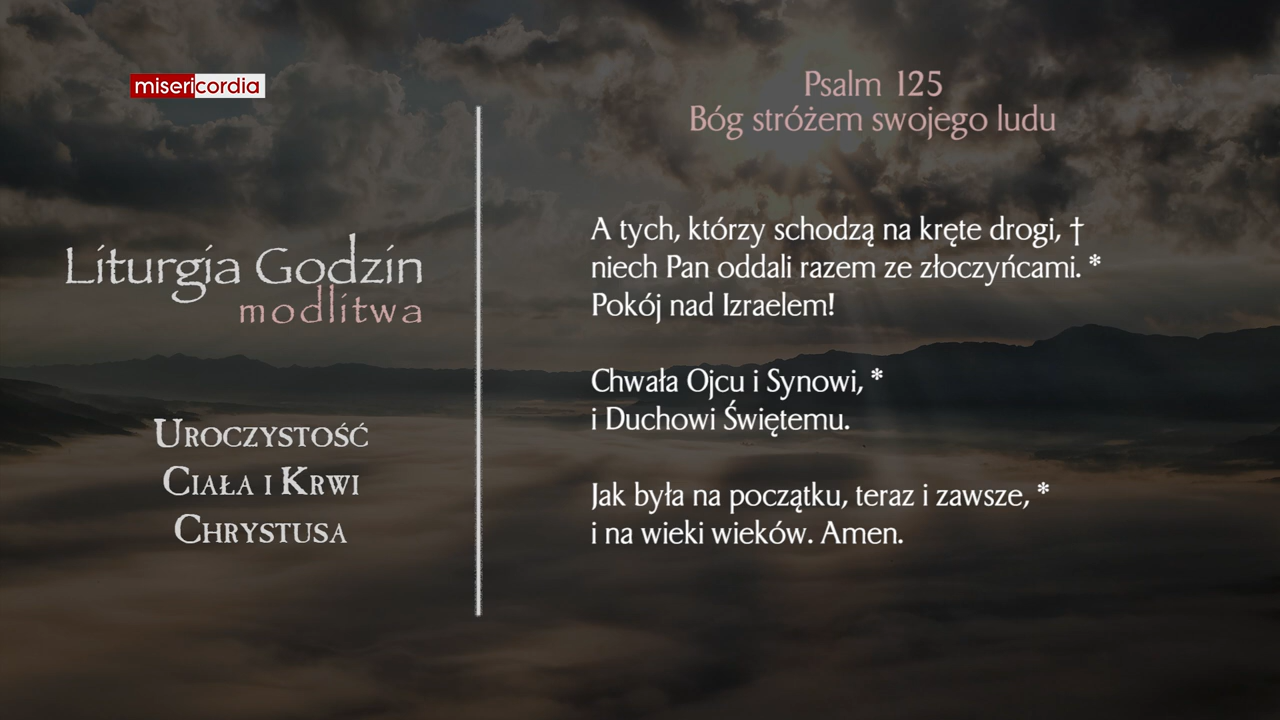 misericordia
Liturgia Godzin
modlitwa
Uroczystość
Ciała i Krwi
Chrystusa
Psalm 125
Bóg stróżem swojego ludu
A tych, którzy schodzą na kręte drogi, †
niech Pan oddali razem ze złoczyńcami. *
Pokój nad Izraelem!
Chwała Ojcu i Synowi, *
i Duchowi Świętemu.
Jak była na początku, teraz i zawsze, *
i na wieki wieków. Amen.